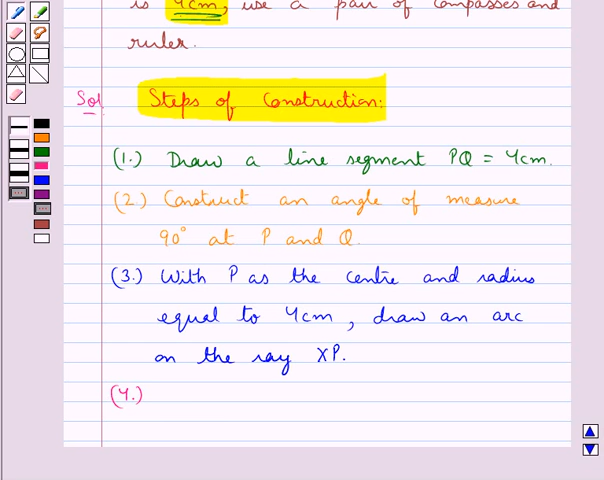 is 4cm, use a pair of compasses and
ruler.
Sol. Steps of Construction:
(1.) Draw a line segment PQ = 4cm.
(2.) Construct an angle of measure
90° at P and Q.
(3.) With P as the centre and radius
equal to 4cm, draw an arc
on the ray XP.
(4.)